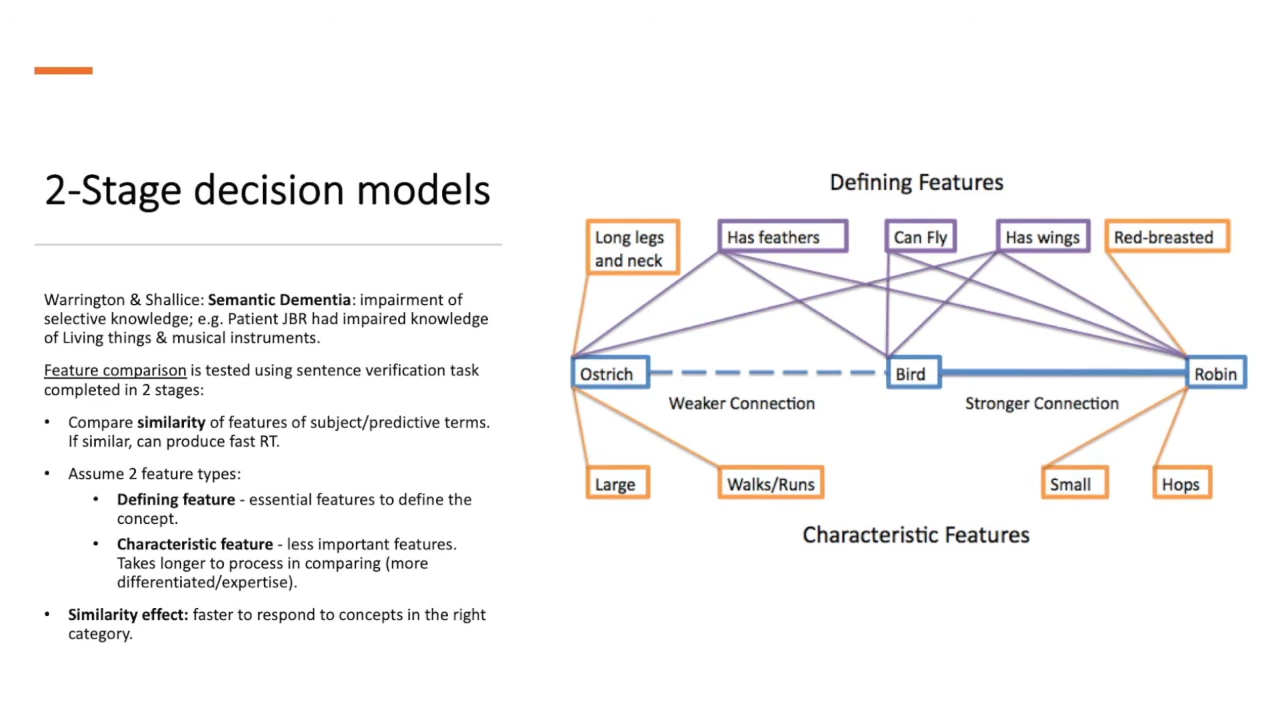 2-Stage decision models
Warrington & Shallice: Semantic Dementia: impairment of
selective knowledge; e.g. Patient JBR had impaired knowledge
of Living things & musical instruments.
Feature comparison is tested using sentence verification task
completed in 2 stages:
• Compare similarity of features of subject/predictive terms.
If similar, can produce fast RT.
• Assume 2 feature types:
• Defining feature - essential features to define the
concept.
• Characteristic feature - less important features.
Takes longer to process in comparing (more
differentiated/expertise).
• Similarity effect: faster to respond to concepts in the right
category.
Defining Features
Long legs
and neck
Has feathers
Can Fly
Has wings
Red-breasted
Ostrich
Bird
Robin
Weaker Connection
Stronger Connection
Large
Walks/Runs
Small
Hops
Characteristic Features